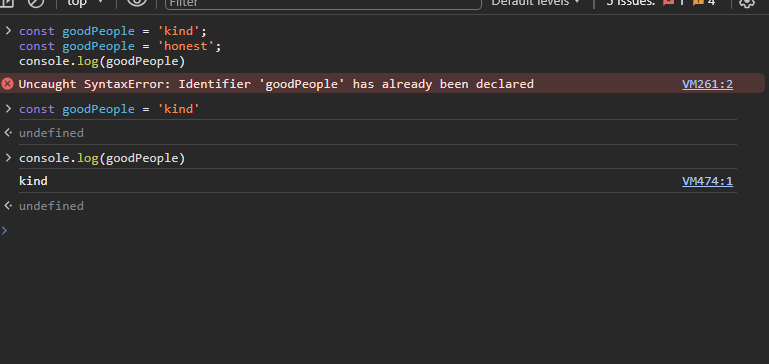 top
Filter
Default levels
5 Issues: 1 4
const goodPeople = 'kind';
const goodPeople = 'honest';
console.log(goodPeople)
Uncaught SyntaxError: Identifier 'goodPeople' has already been declared VM261:2
const goodPeople = 'kind'
undefined
console.log(goodPeople)
kind VM474:1
undefined